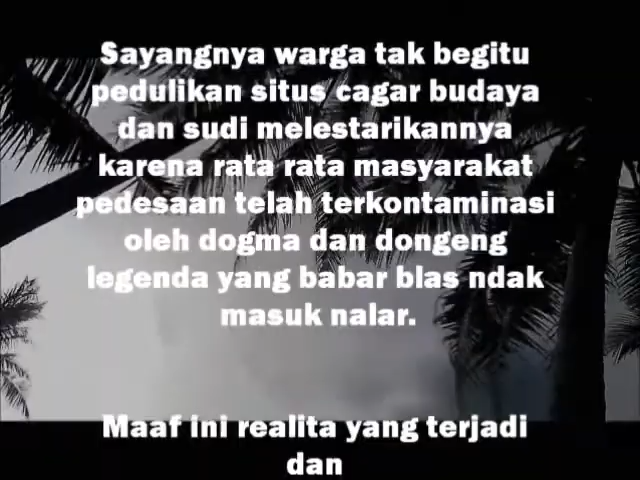 Sayangnya warga tak begitu
pedulikan situs cagar budaya
dan sudi melestarikannya
karena rata rata masyarakat
pedesaan telah terkontaminasi
oleh dogma dan dongeng
legenda yang babar blas ndak
masuk nalar.
Maaf ini realita yang terjadi
dan